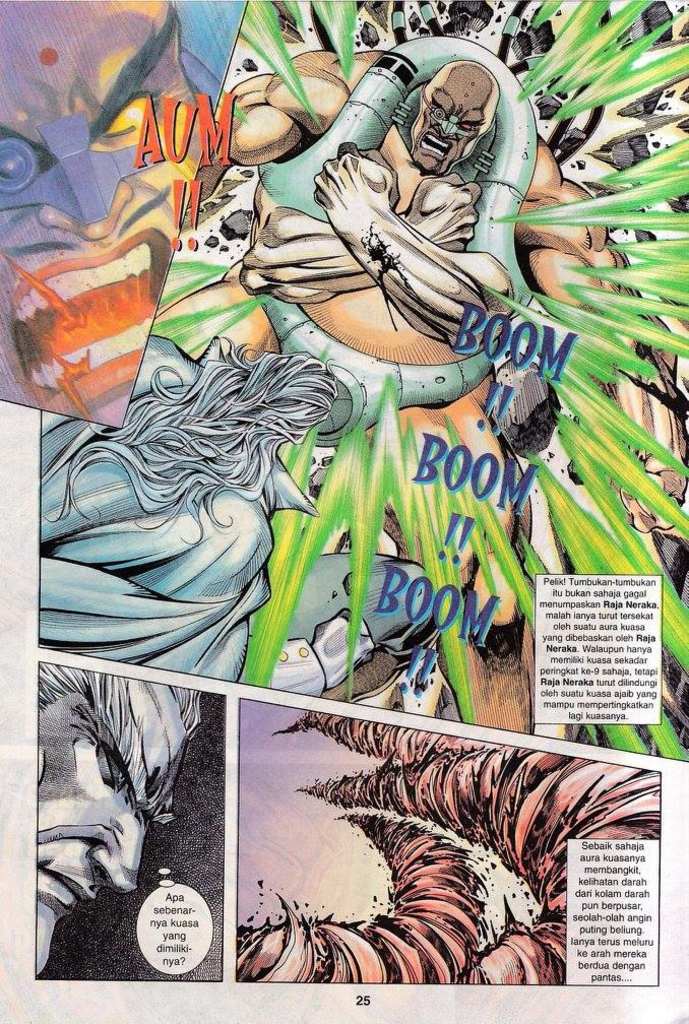 AUM
!!
BOOM
!!
BOOM
!!
BOOM
!!
Pelik! Tumbukan-tumbukan
itu bukan sahaja gagal
menumpaskan Raja Neraka,
malah ianya turut tersekat
oleh suatu aura kuasa
yang dibebaskan oleh Raja
Neraka. Walaupun hanya
memiliki kuasa sekadar
peringkat ke-9 sahaja, tetapi
Raja Neraka turut dilindungi
oleh suatu kuasa ajaib yang
mampu mempertingkatkan
lagi kuasanya.
Apa
sebenar-
nya kuasa
yang
dimiliki-
nya?
Sebaik sahaja
aura kuasanya
membangkit,
kelihatan darah
dari kolam darah
pun berpusar,
seolah-olah angin
puting beliung.
Ianya terus meluru
ke arah mereka
berdua dengan
pantas....
25